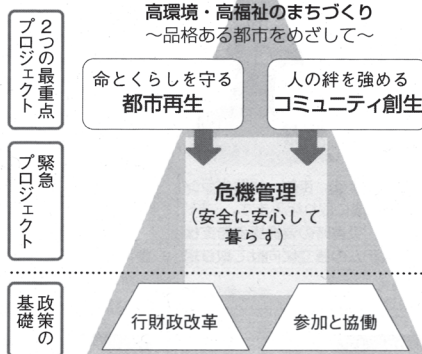 高環境・高福祉のまちづくり
〜品格ある都市をめざして〜
2つの最重点
プロジェクト
命とくらしを守る
都市再生
人の絆を強める
コミュニティ創生
緊急
プロジェクト
危機管理
(安全に安心して
暮らす)
政策の
基礎
行財政改革
参加と協働